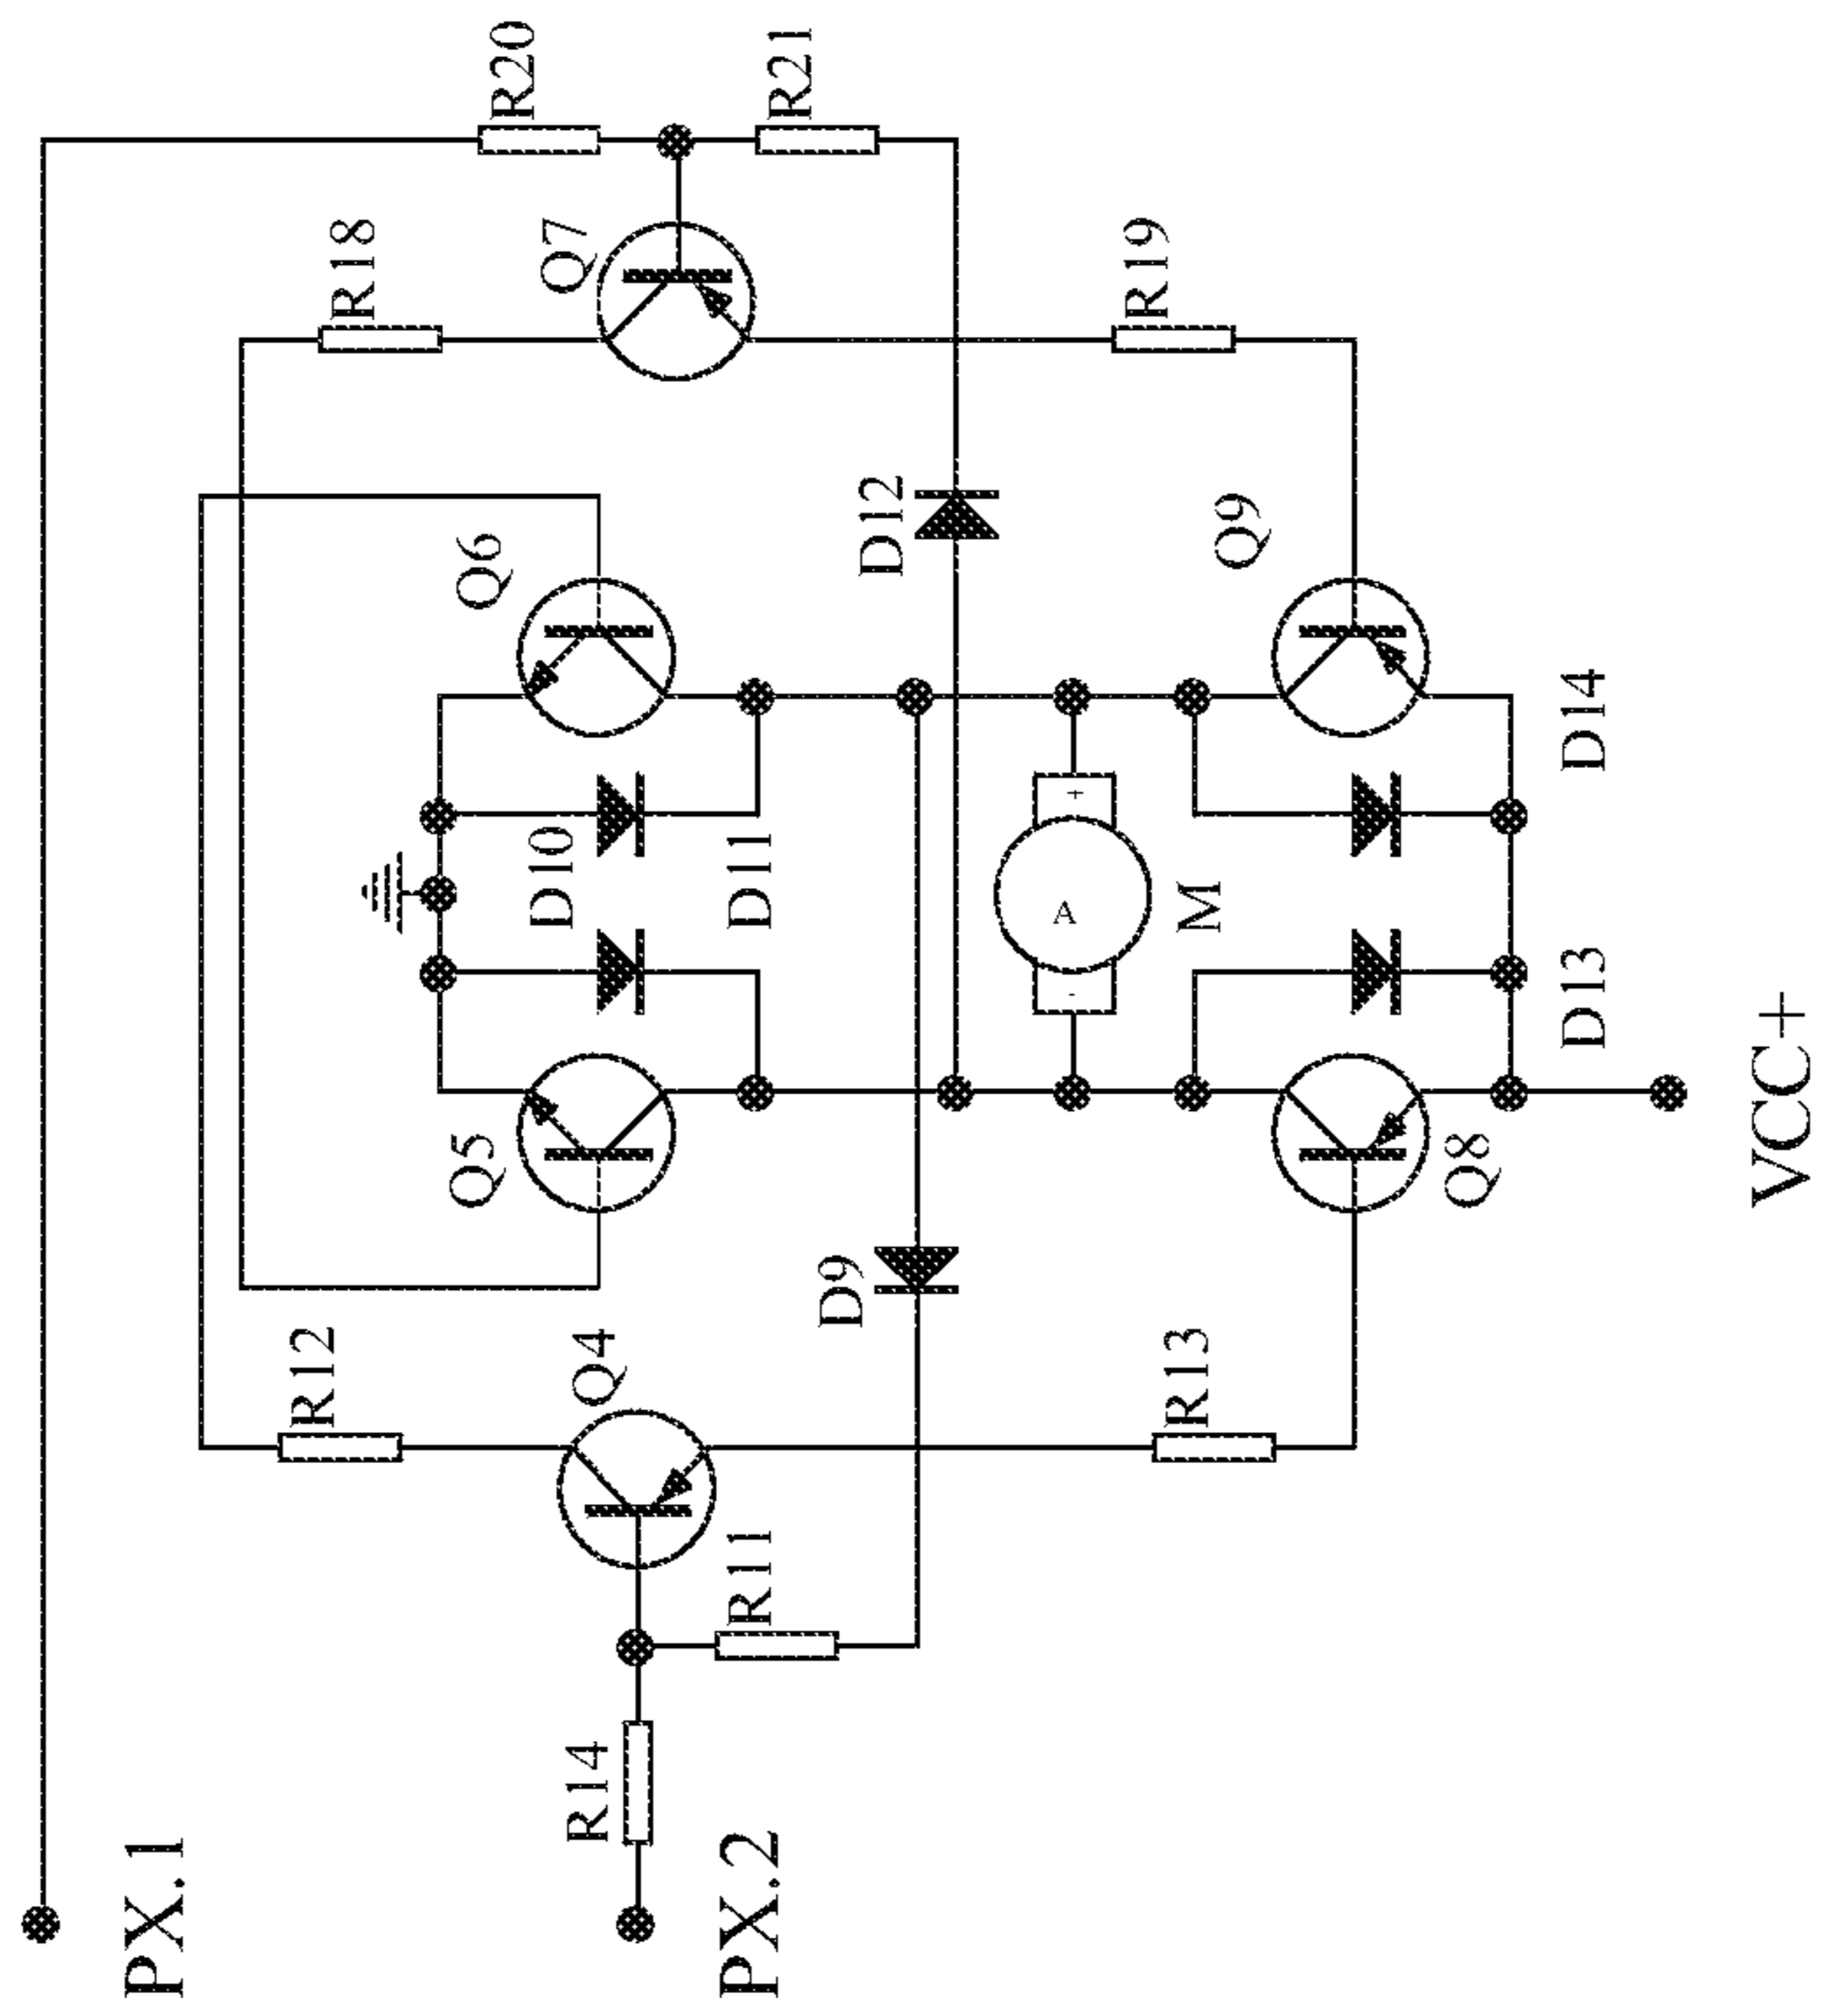 R20
R21
R18
Q7
R19
Q6
D12
Q9
D14
D10
D11
+
A
-
M
D13
VCC+
Q5
Q8
D9
R12
Q4
R13
R11
R14
PX.1
PX.2